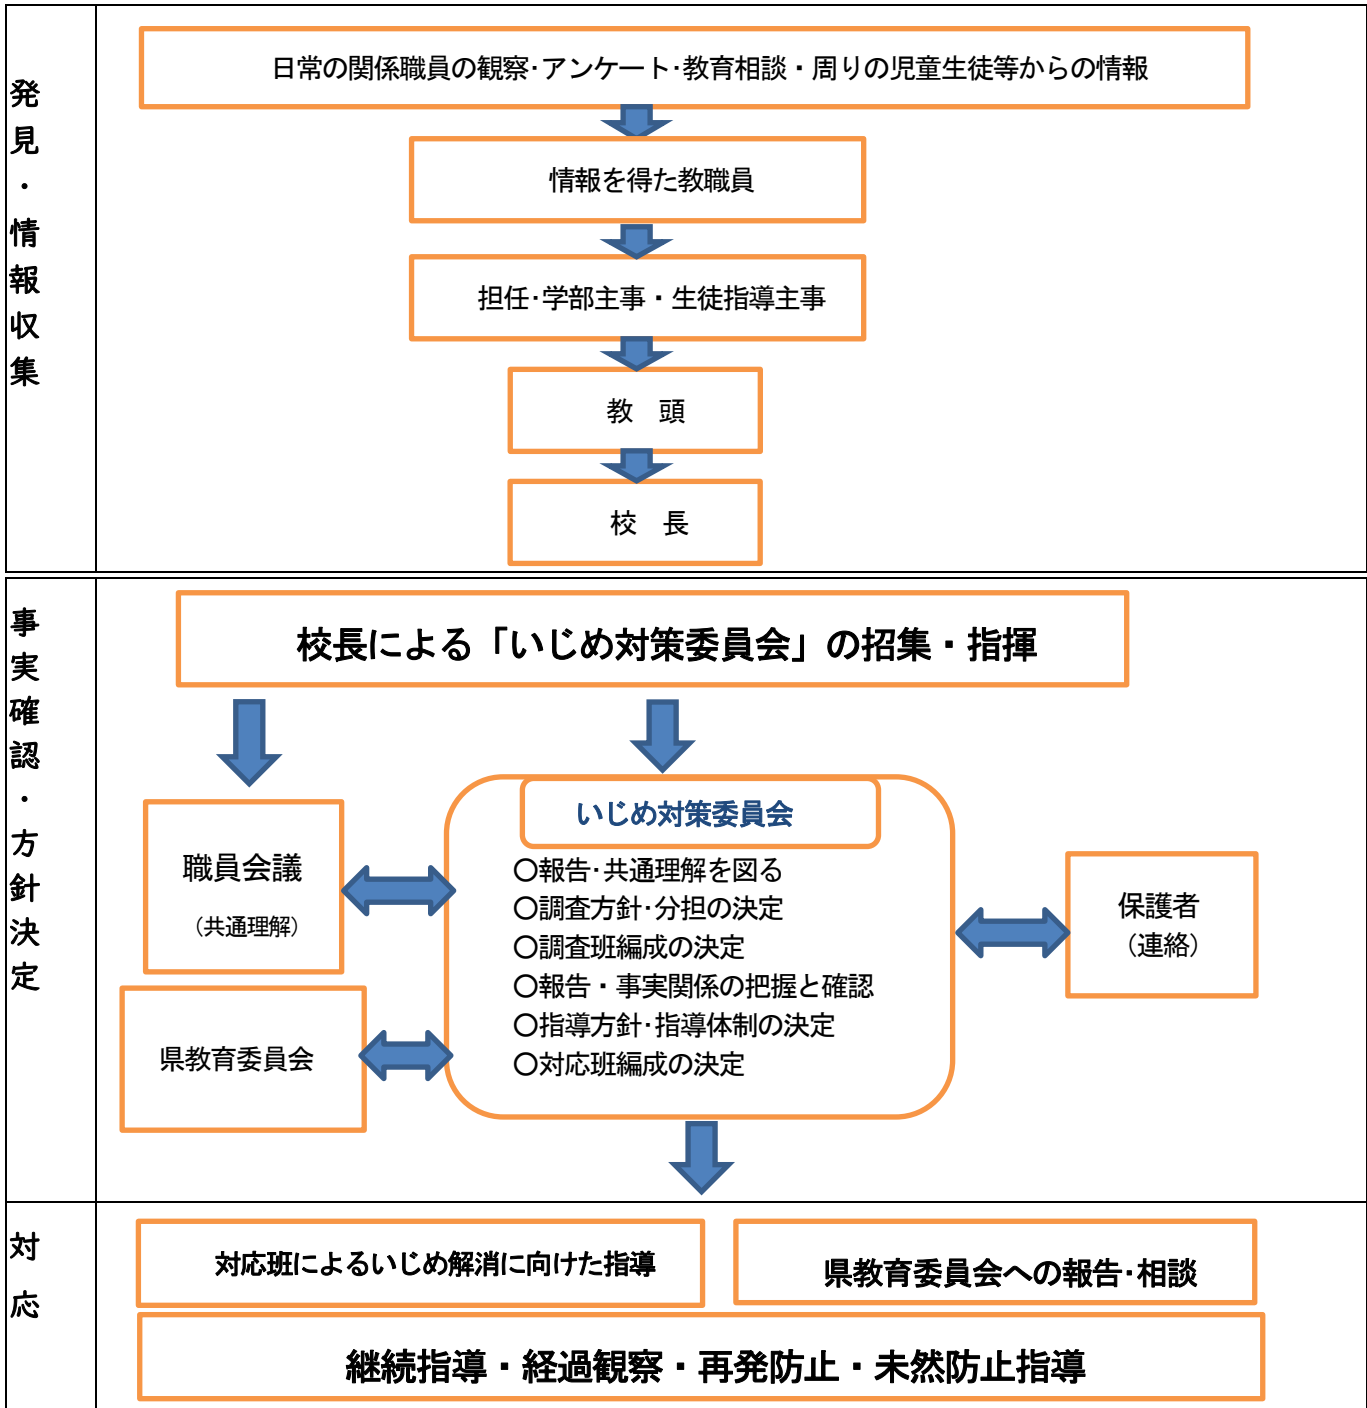 発見・情報収集
日常の関係職員の観察・アンケート・教育相談・周りの児童生徒等からの情報
情報を得た教職員
担任・学部主事・生徒指導主事
教　頭
校　長
事実確認・方針決定
校長による「いじめ対策委員会」の招集・指揮
いじめ対策委員会
〇報告・共通理解を図る
〇調査方針・分担の決定
〇調査班編成の決定
〇報告・事実関係の把握と確認
〇指導方針・指導体制の決定
〇対応班編成の決定
職員会議
（共通理解）
県教育委員会
保護者
（連絡）
対応
対応班によるいじめ解消に向けた指導
県教育委員会への報告・相談
継続指導・経過観察・再発防止・未然防止指導